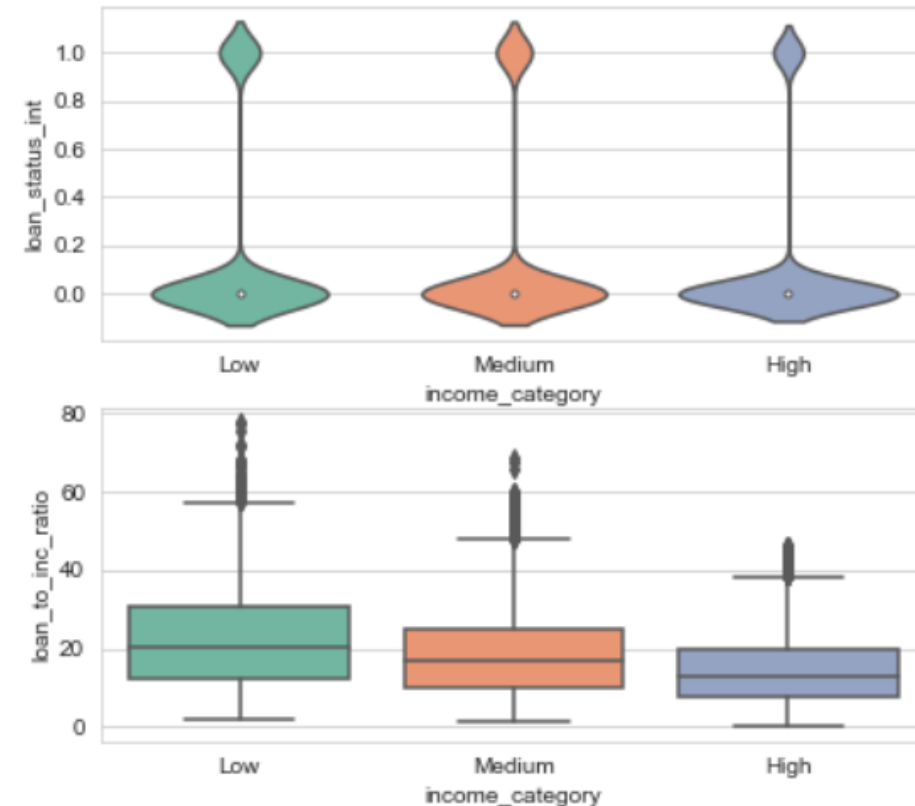 loan_status_int
1.0
0.8
0.6
0.4
0.2
0.0
Low Medium High
income_category
loan_to_inc_ratio
80
60
40
20
0
Low Medium High
income_category